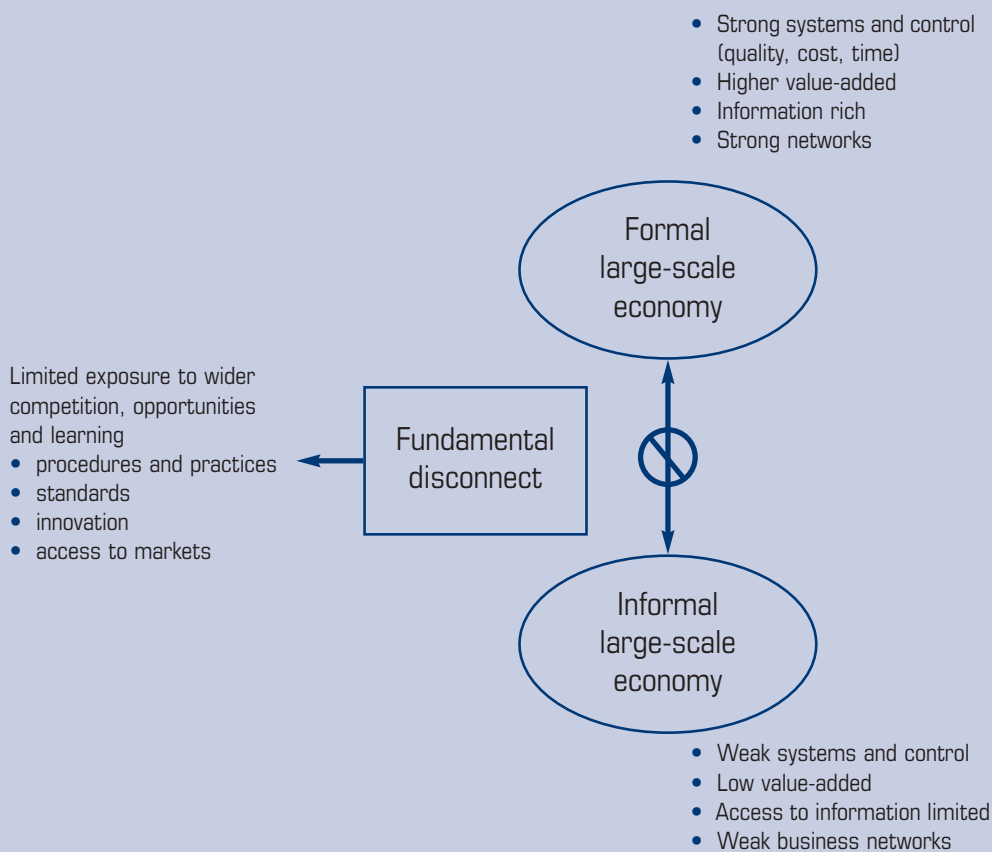 • Strong systems and control
(quality, cost, time)
• Higher value-added
• Information rich
• Strong networks
Formal
large-scale
economy
Limited exposure to wider
competition, opportunities
and learning
• procedures and practices
• standards
• innovation
• access to markets
Fundamental
disconnect
Informal
large-scale
economy
• Weak systems and control
• Low value-added
• Access to information limited
• Weak business networks